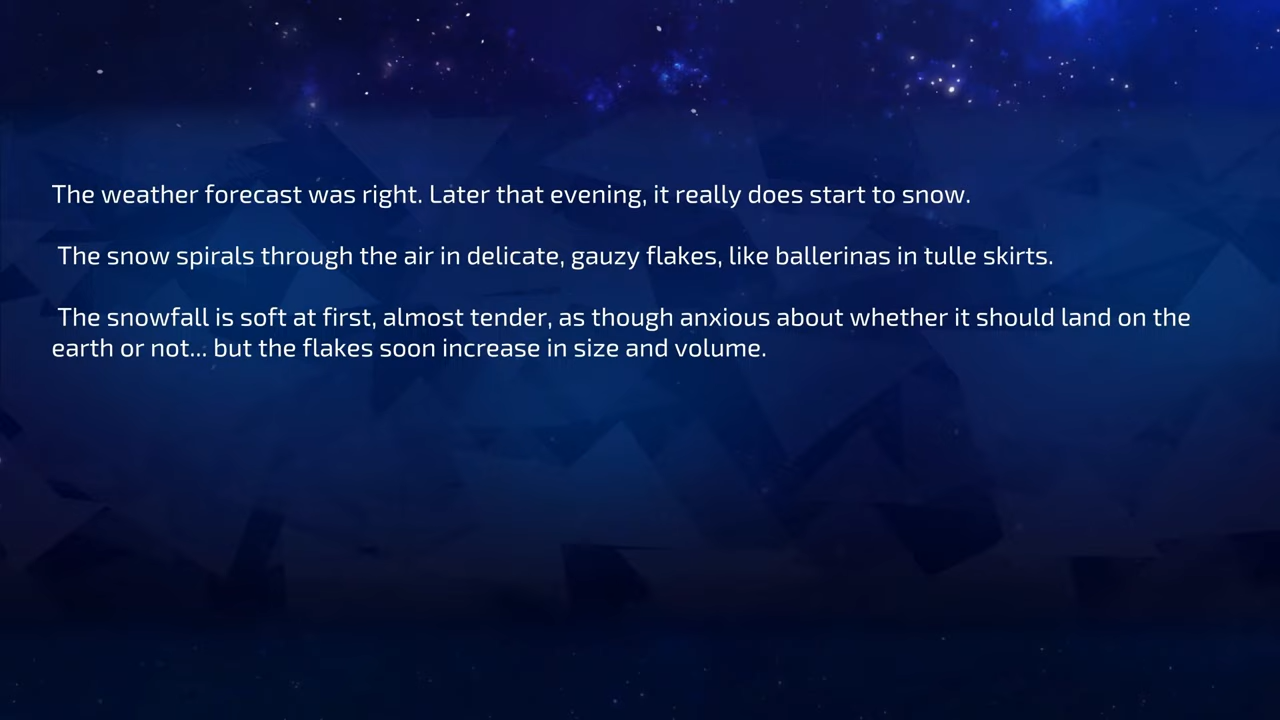 The weather forecast was right. Later that evening, it really does start to snow.
The snow spirals through the air in delicate, gauzy flakes, like ballerinas in tulle skirts.
The snowfall is soft at first, almost tender, as though anxious about whether it should land on the
earth or not... but the flakes soon increase in size and volume.